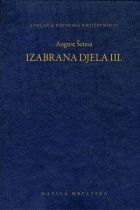 STOLJEĆA HRVATSKE KNJIŽEVNOSTI
August Šenoa
IZABRANA DJELA III.
MATICA HRVATSKA